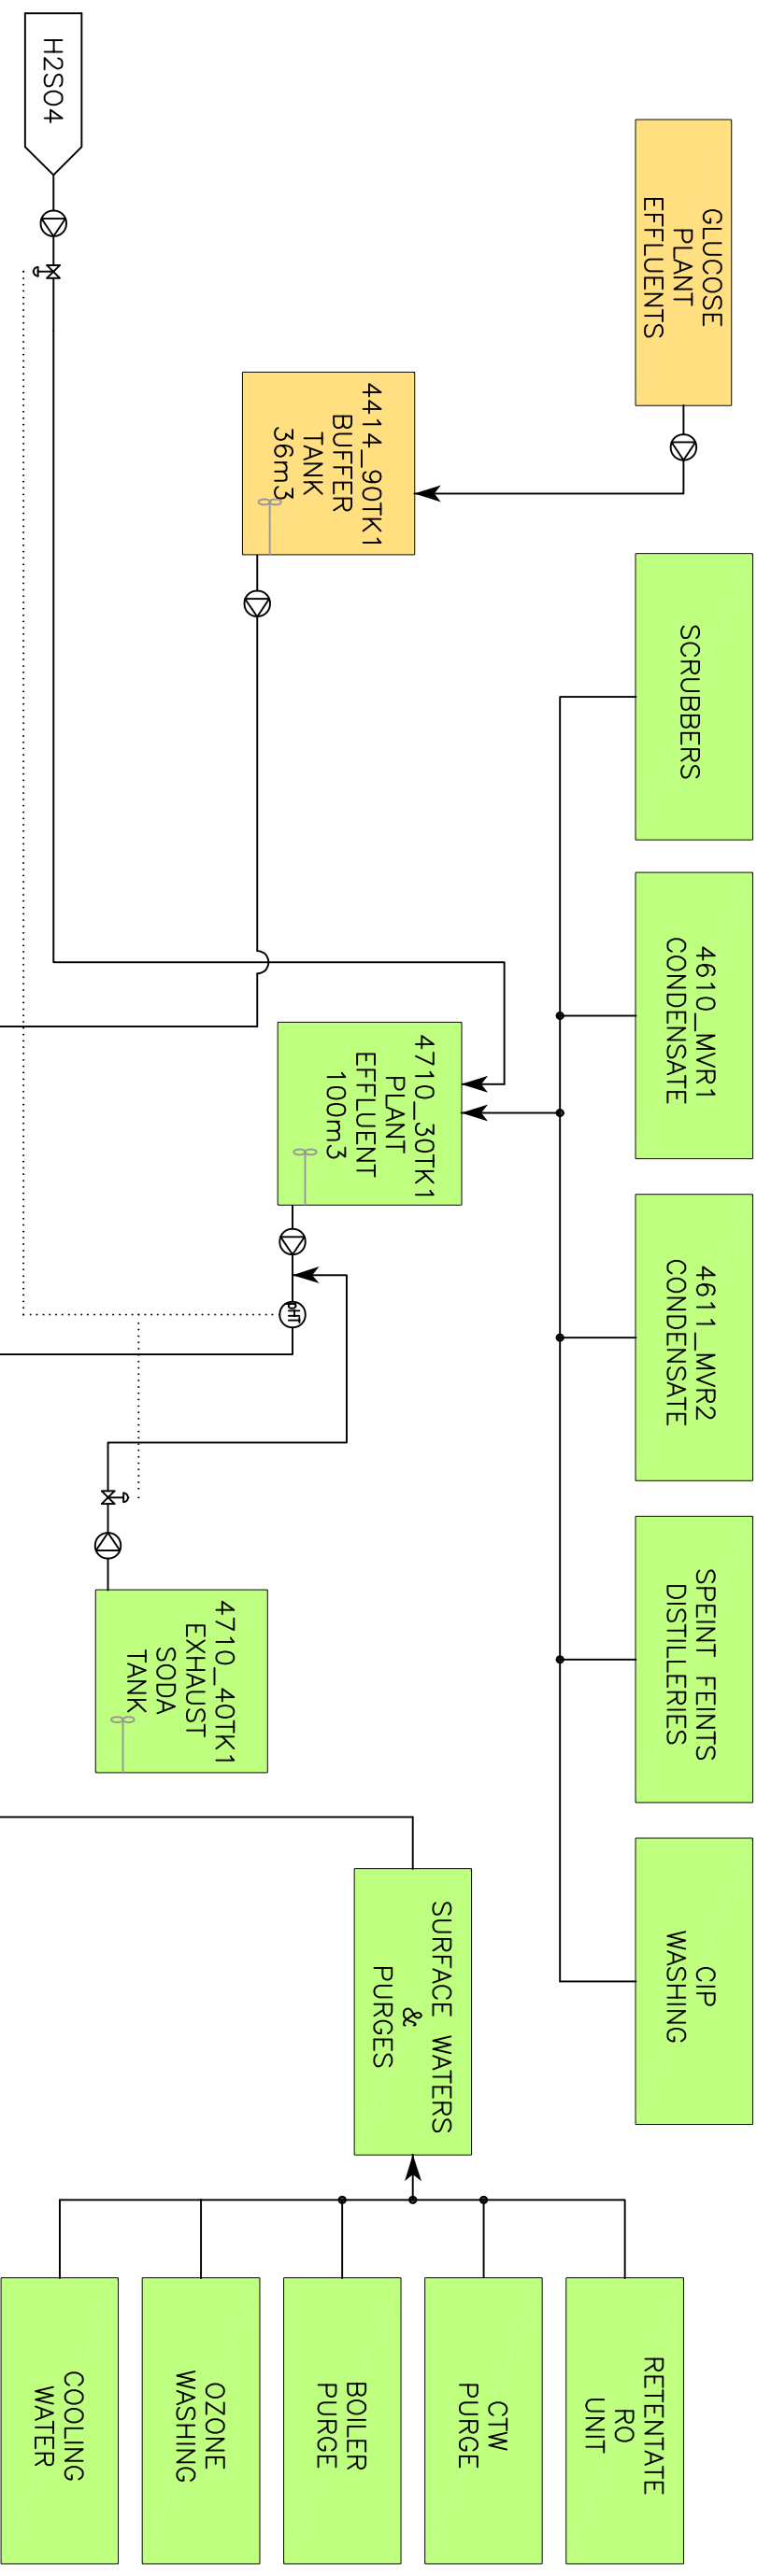 H2SO4
GLUCOSE
PLANT
EFFLUENTS
4414_90TK1
BUFFER
TANK
36m3
SCRUBBERS
4610_MVR1
CONDENSATE
4710_30TK1
PLANT
EFFLUENT
100m3
4611_MVR2
CONDENSATE
PHT
SPEINT FEINTS
DISTILLERIES
4710_40TK1
EXHAUST
SODA
TANK
CIP
WASHING
SURFACE WATERS
&
PURGES
RETENTATE
RO
UNIT
CTW
PURGE
BOILER
PURGE
OZONE
WASHING
COOLING
WATER